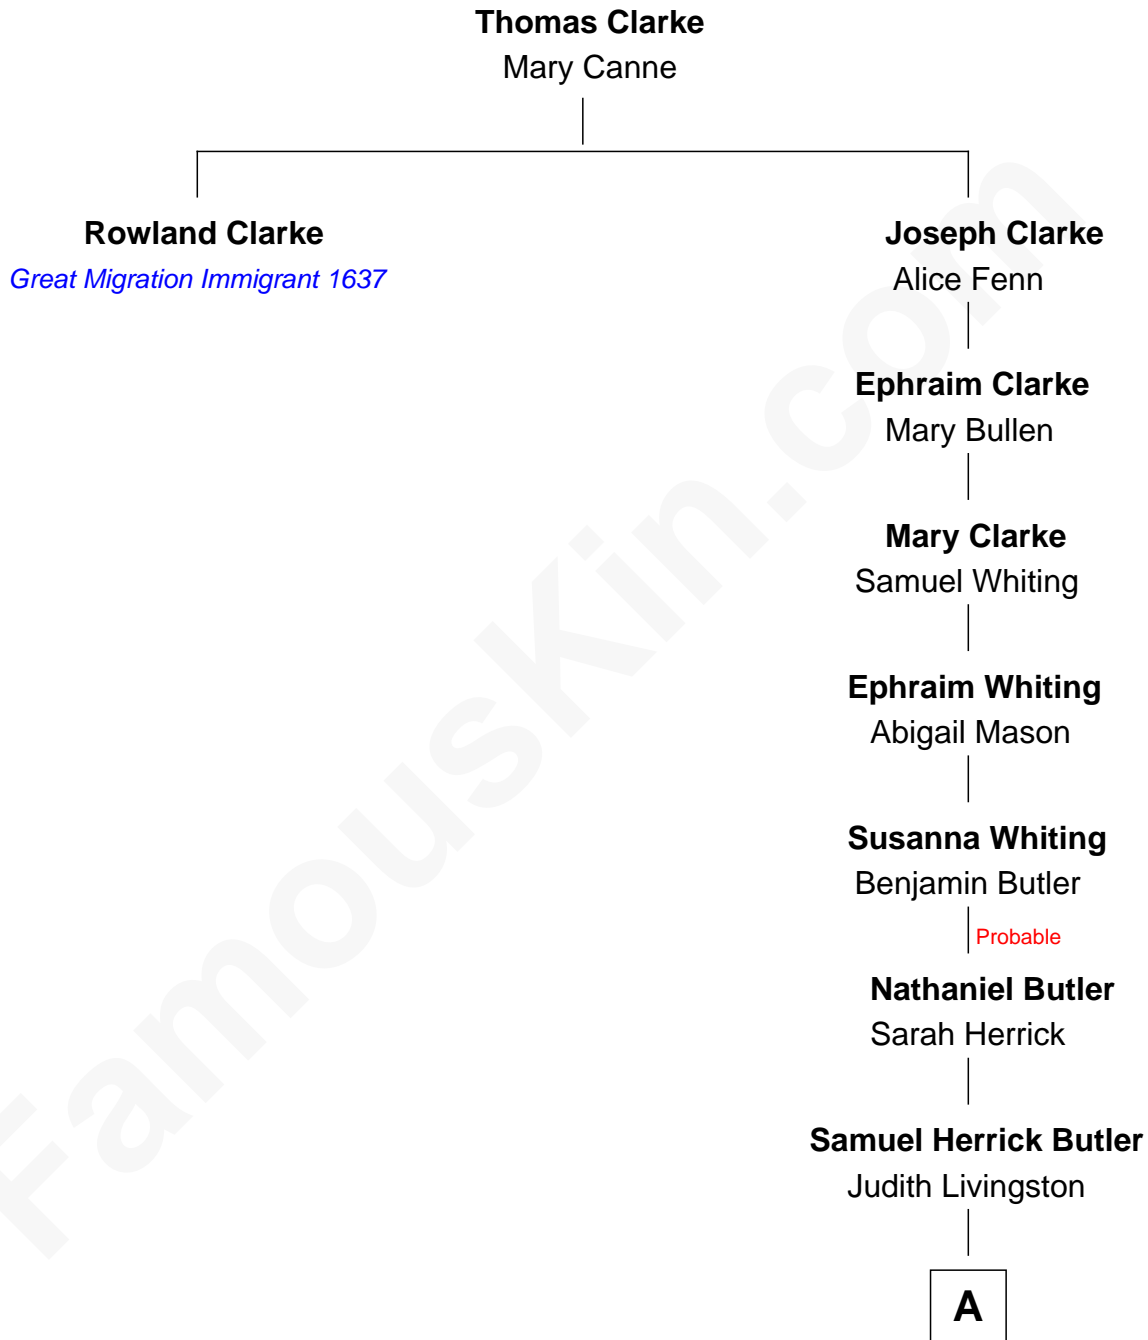 Thomas Clarke
Mary Canne
Rowland Clarke
Great Migration Immigrant 1637
Joseph Clarke
Alice Fenn
Ephraim Clarke
Mary Bullen
Mary Clarke
Samuel Whiting
Ephraim Whiting
Abigail Mason
Susanna Whiting
Benjamin Butler
Probable
Nathaniel Butler
Sarah Herrick
Samuel Herrick Butler
Judith Livingston
A
FamousKin.com